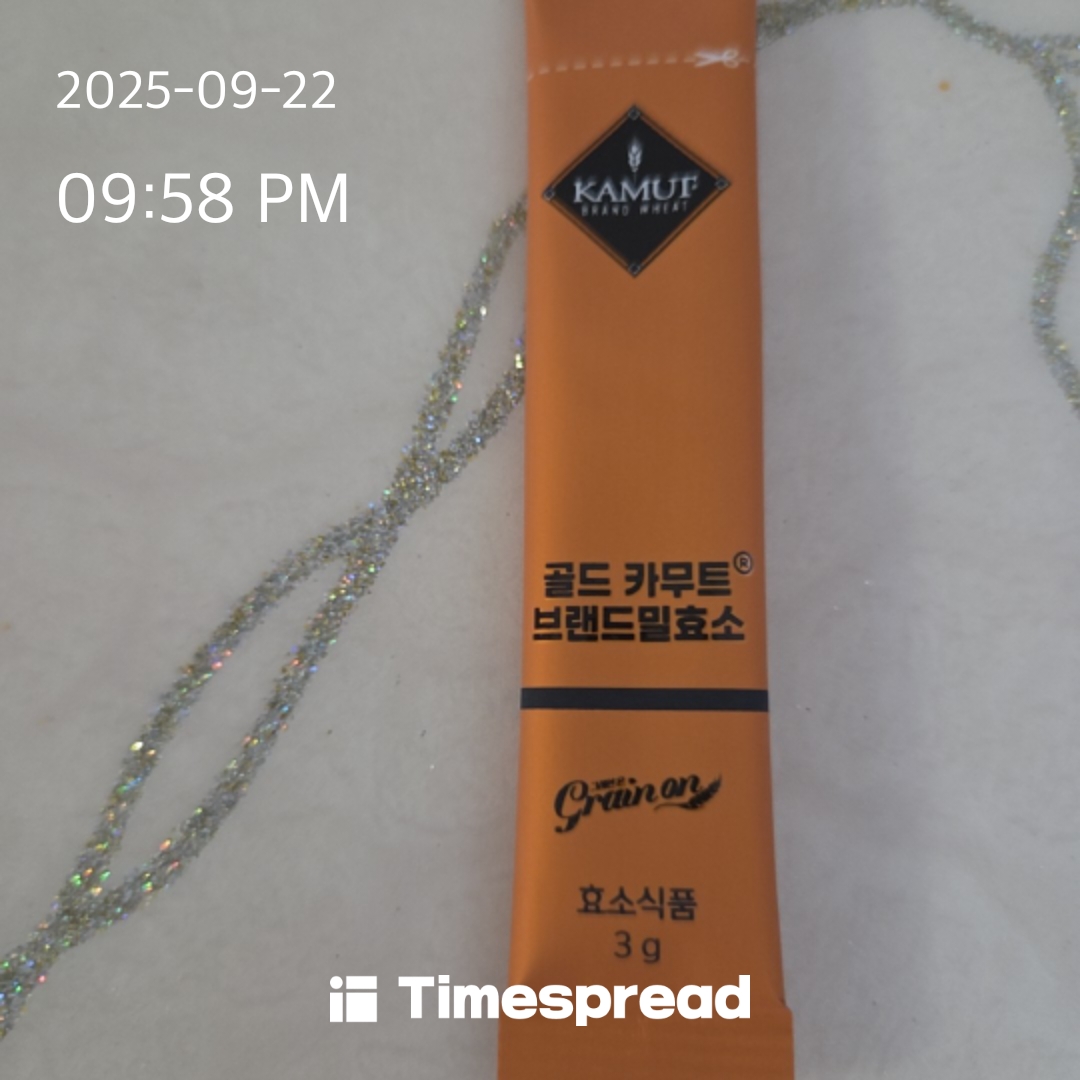 2025-09-22
09:58 PM
KAMUT
BRAND WHEAT
골드 카무트®
브랜드밀효소
Grain on
효소식품
3 g
Timespread